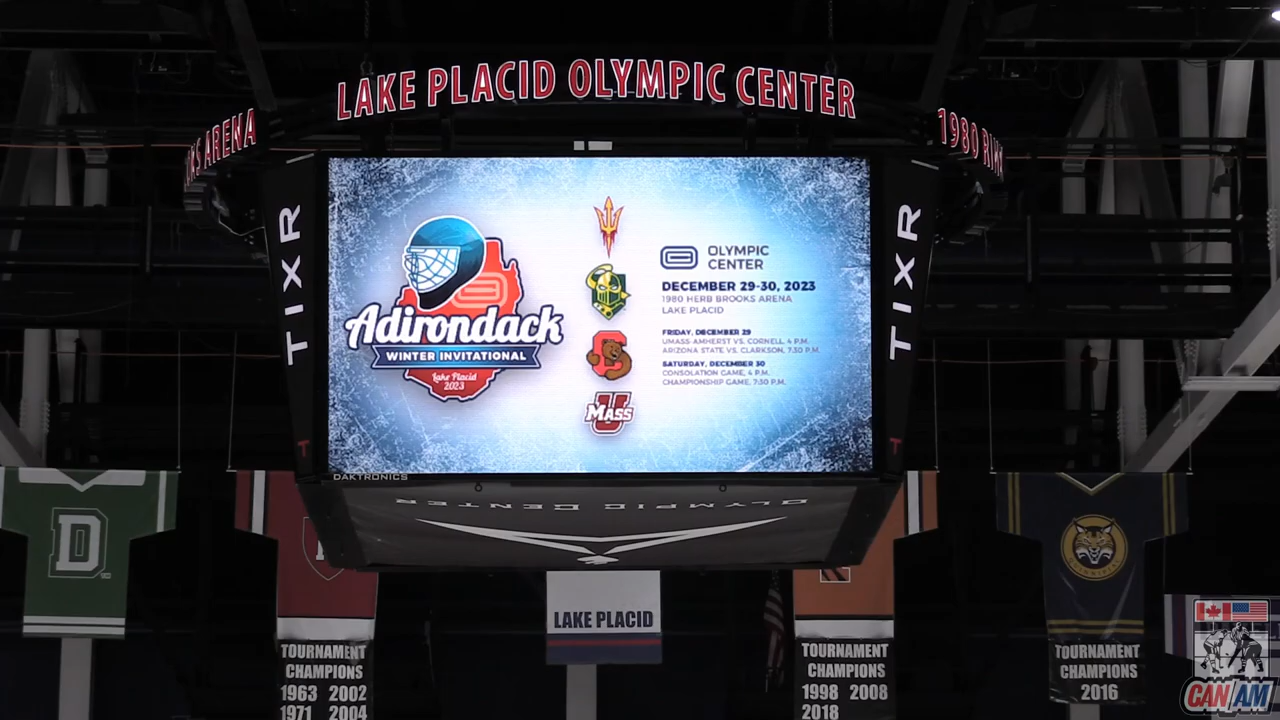 LAKE PLACID OLYMPIC CENTER
KS ARENA
1980 RI
TIXR
TIXR
Adirondack
WINTER INVITATIONAL
Lake Placid
2023
C
U
MASS
OLYMPIC
CENTER
DECEMBER 29-30, 2023
1980 HERB BROOKS ARENA
LAKE PLACID
FRIDAY, DECEMBER 29
UMASS-AMHERST VS. CORNELL, 4 P.M.
ARIZONA STATE VS. CLARKSON, 7:30 P.M.
SATURDAY, DECEMBER 30
CONSOLATION GAME, 4 P.M.
CHAMPIONSHIP GAME, 7:30 P.M.
T
T
DAKTRONICS
OLYMPIC CENTER
D
LAKE PLACID
TOURNAMENT
CHAMPIONS
1963 2002
1971 2004
TOURNAMENT
CHAMPIONS
1998 2008
2018
TOURNAMENT
CHAMPIONS
2016
CAN/AM